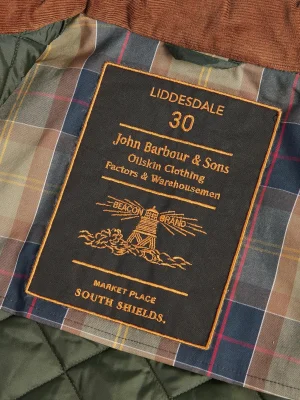 LIDDESDALE
30
John Barbour & Sons
Oilskin Clothing
Factors & Warehousemen
BEACON BRAND
MARKET PLACE
SOUTH SHIELDS.